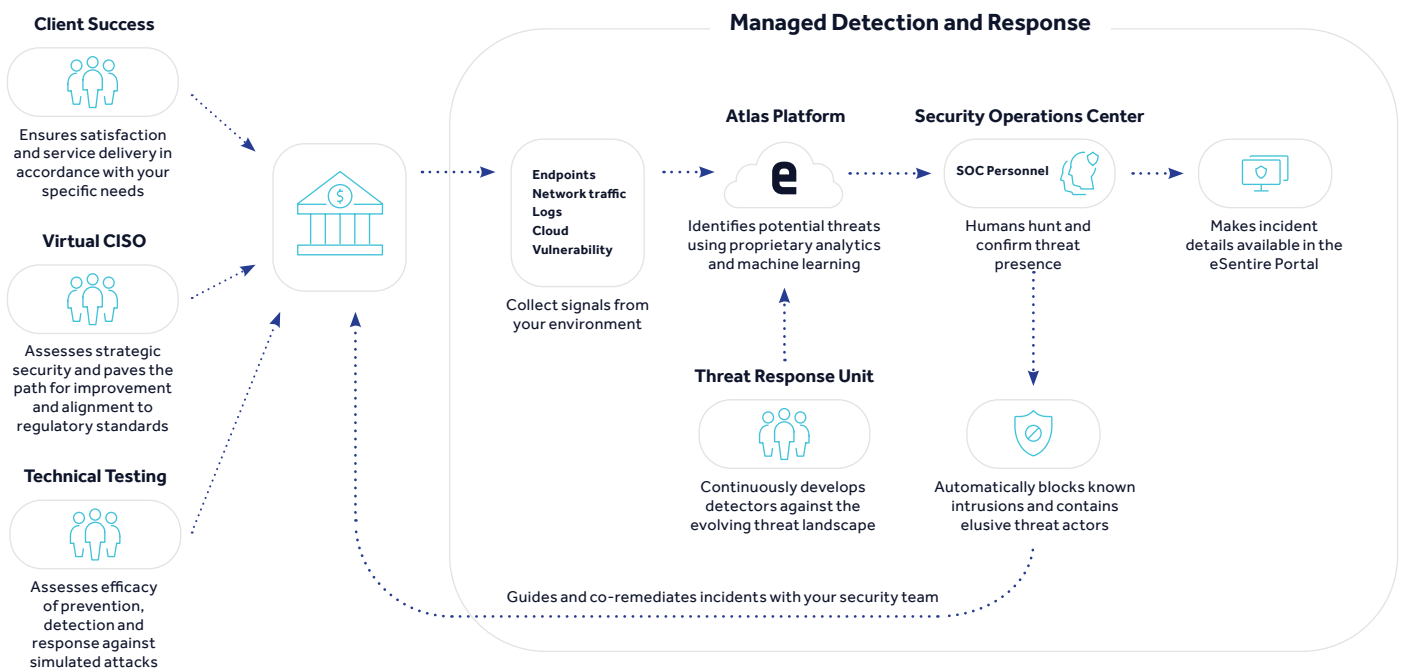 Client Success
Ensures satisfaction
and service delivery in
accordance with your
specific needs
Virtual CISO
Assesses strategic
security and paves the
path for improvement
and alignment to
regulatory standards
Technical Testing
Assesses efficacy
of prevention,
detection and
response against
simulated attacks
$
Managed Detection and Response
Endpoints
Network traffic
Logs
Cloud
Vulnerability
Collect signals from
your environment
Atlas Platform
e
Identifies potential threats
using proprietary analytics
and machine learning
Threat Response Unit
Continuously develops
detectors against the
evolving threat landscape
Security Operations Center
SOC Personnel
Humans hunt and
confirm threat
presence
Makes incident
details available in the
eSentire Portal
Automatically blocks known
intrusions and contains
elusive threat actors
Guides and co-remediates incidents with your security team